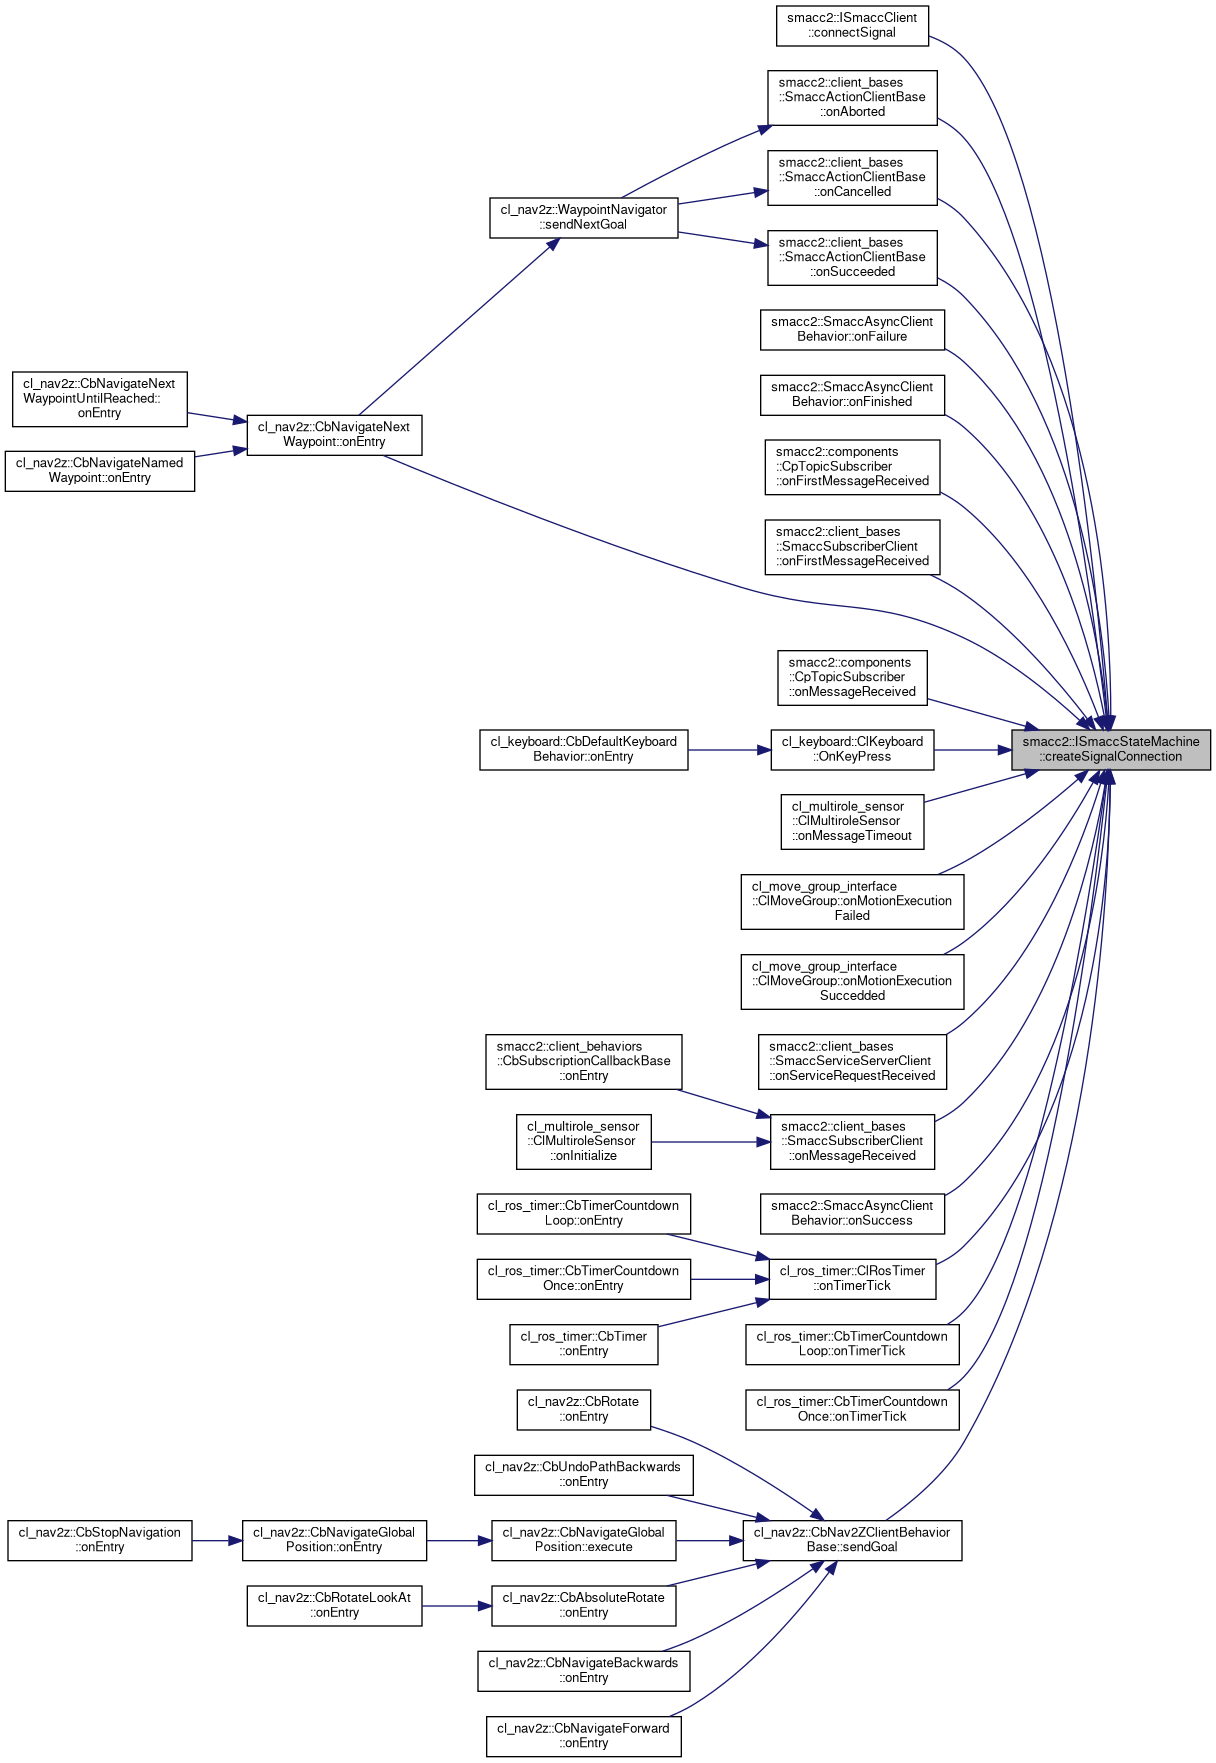 smacc2::ISmaccClient
::connectSignal
smacc2::client_bases
::SmaccActionClientBase
::onAborted
smacc2::client_bases
::SmaccActionClientBase
::onCancelled
cl_nav2z::WaypointNavigator
::sendNextGoal
smacc2::client_bases
::SmaccActionClientBase
::onSucceeded
smacc2::SmaccAsyncClient
Behavior::onFailure
cl_nav2z::CbNavigateNext
WaypointUntilReached::
onEntry
smacc2::SmaccAsyncClient
Behavior::onFinished
cl_nav2z::CbNavigateNext
Waypoint::onEntry
cl_nav2z::CbNavigateNamed
Waypoint::onEntry
smacc2::components
::CpTopicSubscriber
::onFirstMessageReceived
smacc2::client_bases
::SmaccSubscriberClient
::onFirstMessageReceived
smacc2::components
::CpTopicSubscriber
::onMessageReceived
cl_keyboard::CbDefaultKeyboard
Behavior::onEntry
cl_keyboard::ClKeyboard
::OnKeyPress
smacc2::ISmaccStateMachine
::createSignalConnection
cl_multirole_sensor
::ClMultiroleSensor
::onMessageTimeout
cl_move_group_interface
::ClMoveGroup::onMotionExecution
Failed
cl_move_group_interface
::ClMoveGroup::onMotionExecution
Succedded
smacc2::client_behaviors
::CbSubscriptionCallbackBase
::onEntry
smacc2::client_bases
::SmaccServiceServerClient
::onServiceRequestReceived
cl_multirole_sensor
::ClMultiroleSensor
::onInitialize
smacc2::client_bases
::SmaccSubscriberClient
::onMessageReceived
cl_ros_timer::CbTimerCountdown
Loop::onEntry
smacc2::SmaccAsyncClient
Behavior::onSuccess
cl_ros_timer::CbTimerCountdown
Once::onEntry
cl_ros_timer::ClRosTimer
::onTimerTick
cl_ros_timer::CbTimer
::onEntry
cl_ros_timer::CbTimerCountdown
Loop::onTimerTick
cl_nav2z::CbRotate
::onEntry
cl_ros_timer::CbTimerCountdown
Once::onTimerTick
cl_nav2z::CbUndoPathBackwards
::onEntry
cl_nav2z::CbStopNavigation
::onEntry
cl_nav2z::CbNavigateGlobal
Position::onEntry
cl_nav2z::CbNavigateGlobal
Position::execute
cl_nav2z::CbNav2ZClientBehavior
Base::sendGoal
cl_nav2z::CbRotateLookAt
::onEntry
cl_nav2z::CbAbsoluteRotate
::onEntry
cl_nav2z::CbNavigateBackwards
::onEntry
cl_nav2z::CbNavigateForward
::onEntry